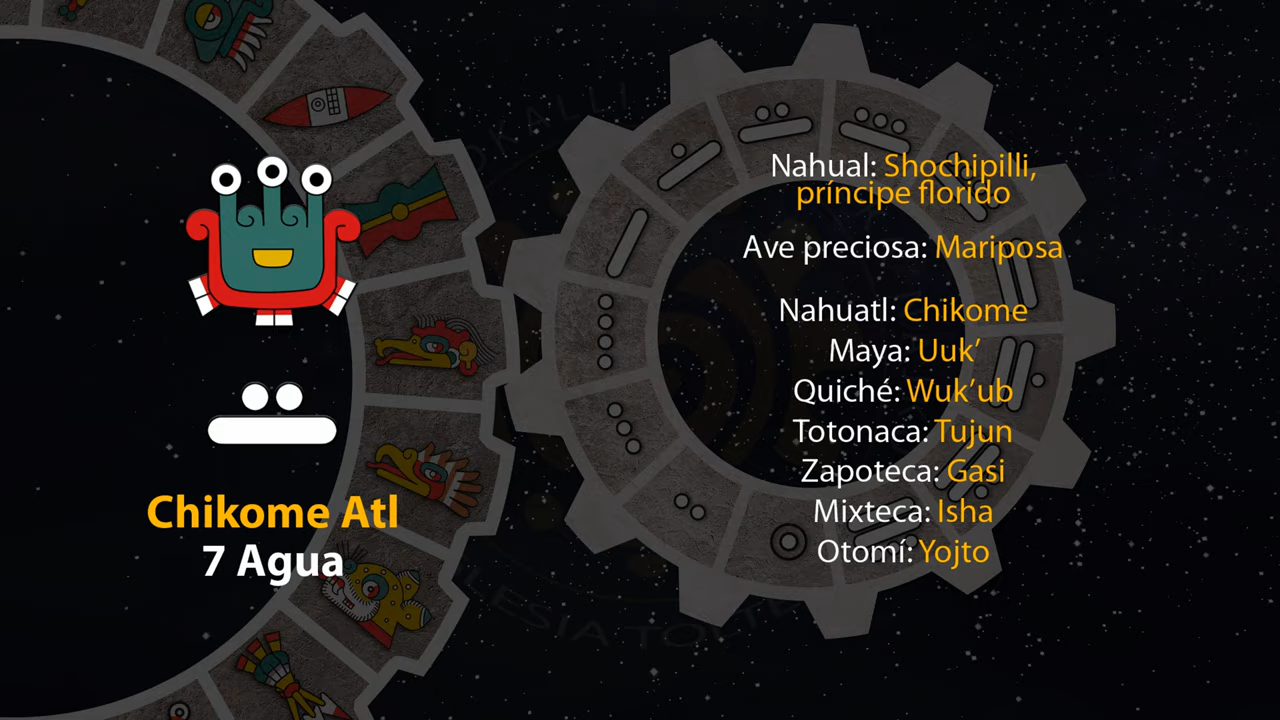 Nahual: Shochipilli,
príncipe florido
Ave preciosa: Mariposa
Nahuatl: Chikome
Maya: Uuk’
Quiché: Wuk’ub
Totonaca: Tujun
Zapoteca: Gasi
Mixteca: Isha
Otomí: Yojto
Chikome Atl
7 Agua